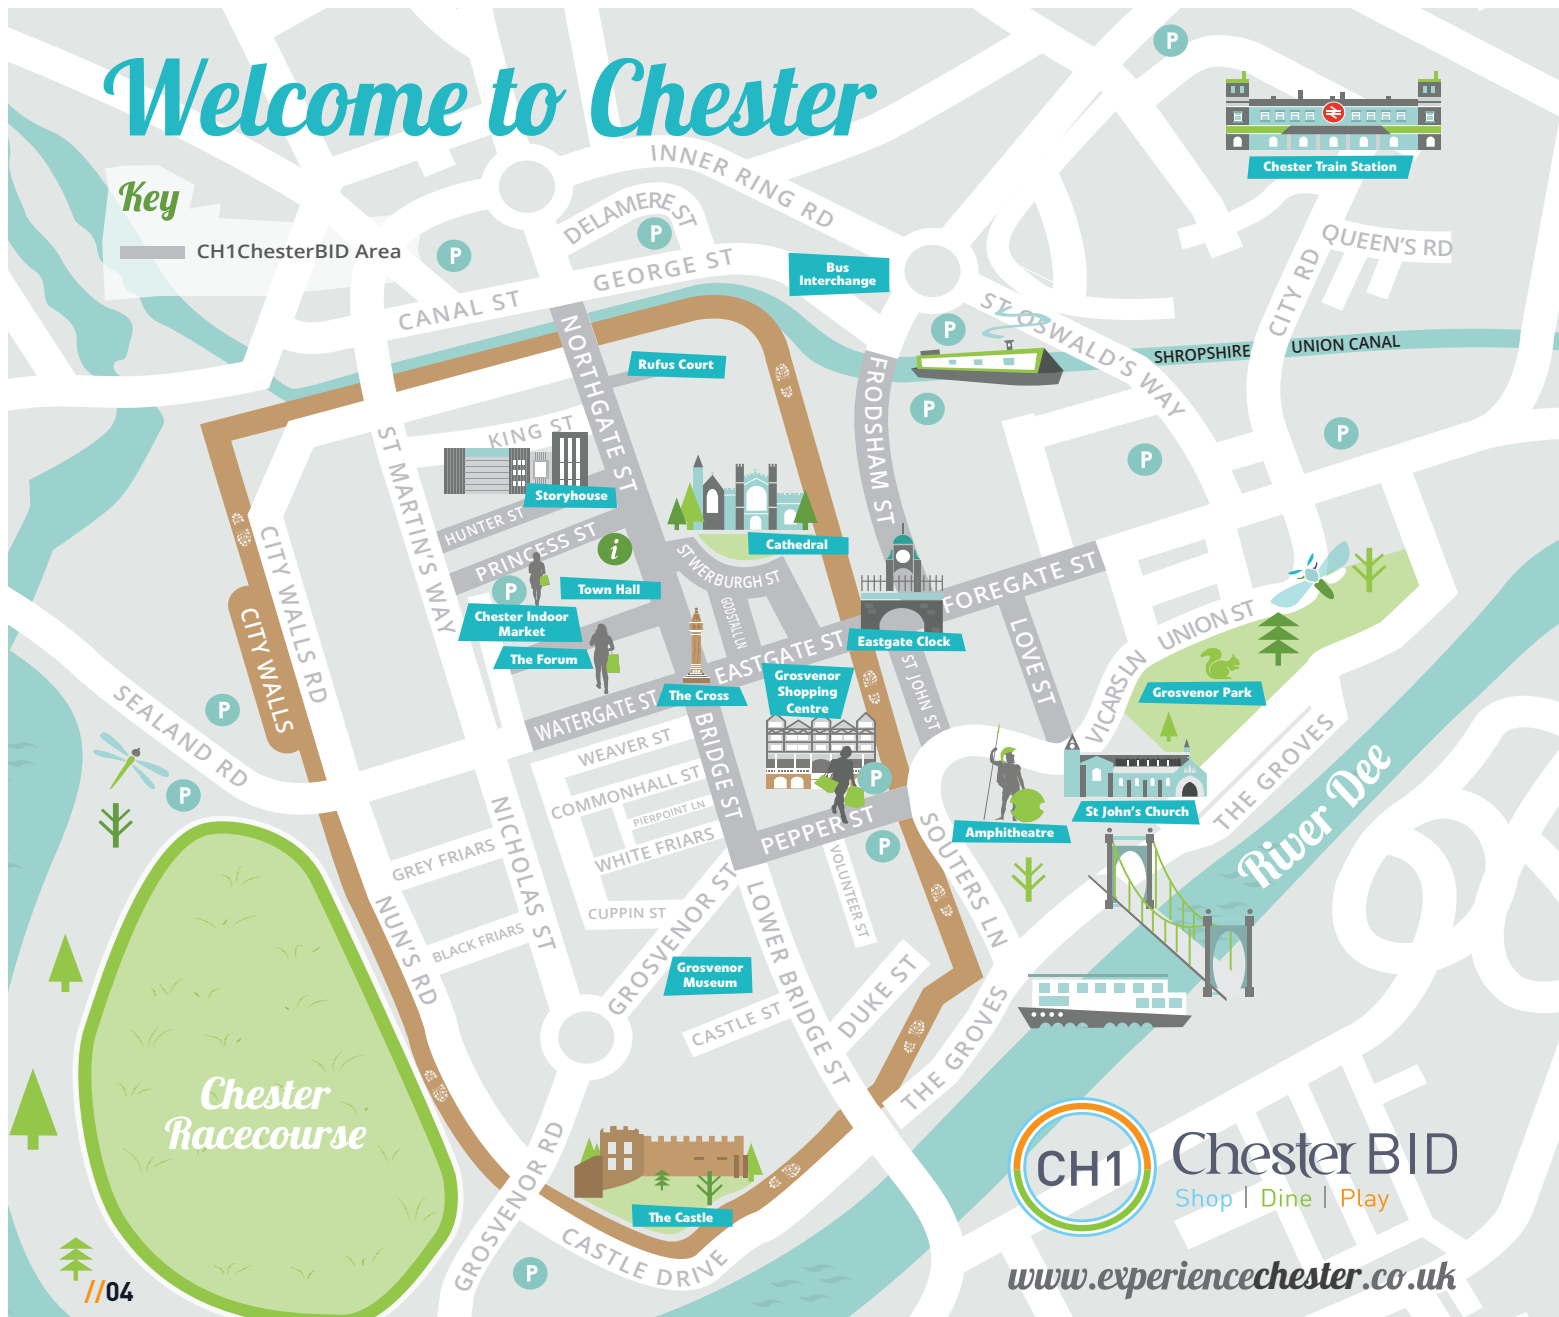 Welcome to Chester
Key
CH1ChesterBID Area
P
Chester Train Station
INNER RING RD
DELAMERE ST
P
P
GEORGE ST
CANAL ST
Bus
Interchange
QUEEN'S RD
CITY RD
ST OSWALD'S WAY
P
SHROPSHIRE UNION CANAL
NORTHGATE ST
Rufus Court
FRODSHAM ST
P
P
P
KING ST
ST MARTIN'S WAY
Storyhouse
HUNTER ST
PRINCESS ST
i
Cathedral
ST WERBURGH ST
GODSTALL LN
Town Hall
P
Chester Indoor
Market
The Forum
The Cross
EASTGATE ST
Eastgate Clock
FOREGATE ST
LOVE ST
ST JOHN ST
UNION ST
VICARS LN
Grosvenor Park
CITY WALLS RD
CITY WALLS
SEALAND RD
P
P
WATERGATE ST
Grosvenor
Shopping
Centre
WEAVER ST
BRIDGE ST
COMMONHALL ST
PIERPOINT LN
WHITE FRIARS
PEPPER ST
P
P
Amphitheatre
St John's Church
THE GROVES
River Dee
NICHOLAS ST
GREY FRIARS
NUN'S RD
BLACK FRIARS
CUPPIN ST
GROSVENOR ST
LOWER BRIDGE ST
VOLUNTEER ST
SOUTERS LN
Grosvenor
Museum
CASTLE ST
DUKE ST
THE GROVES
Chester
Racecourse
GROSVENOR RD
The Castle
CASTLE DRIVE
P
CH1
Chester BID
Shop | Dine | Play
www.experiencechester.co.uk
//04